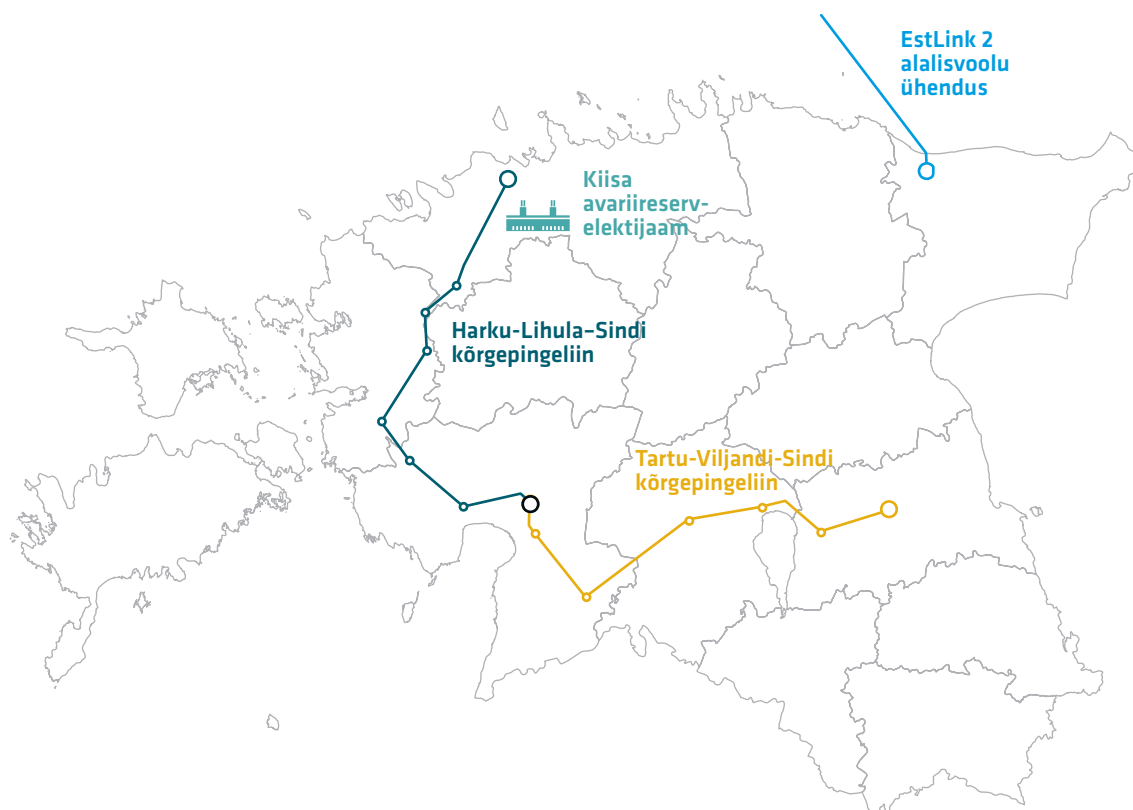 EstLink 2
alalisvoolu
ühendus
Kiisa
avariireserv-
elektijaam
Harku-Lihula–Sindi
kõrgepingeliin
Tartu-Viljandi-Sindi
kõrgepingeliin